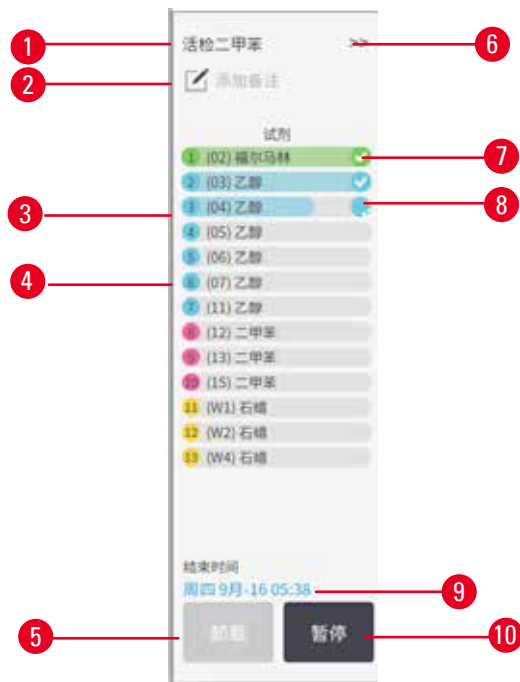 活检二甲苯 >>
添加备注
试剂
1 (02) 福尔马林
2 (03) 乙醇
3 (04) 乙醇
4 (05) 乙醇
5 (06) 乙醇
6 (07) 乙醇
7 (11) 乙醇
8 (12) 二甲苯
9 (13) 二甲苯
10 (15) 二甲苯
11 (W1) 石蜡
12 (W2) 石蜡
13 (W4) 石蜡
结束时间
周四 9月-16 05:38
卸载 暂停
1
2
3
4
5
6
7
8
9
10